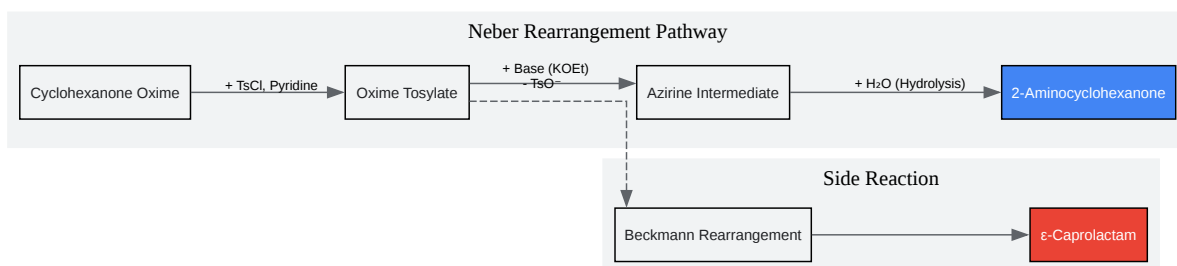 Neber Rearrangement Pathway
Cyclohexanone Oxime
+ TsCl, Pyridine
Oxime Tosylate
+ Base (KOEt)
- TsO⁻
Azirine Intermediate
+ H₂O (Hydrolysis)
2-Aminocyclohexanone
Side Reaction
Beckmann Rearrangement
ε-Caprolactam